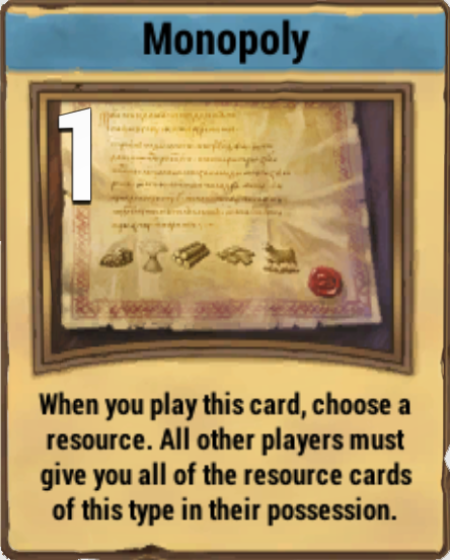 Monopoly
1
When you play this card, choose a
resource. All other players must
give you all of the resource cards
of this type in their possession.